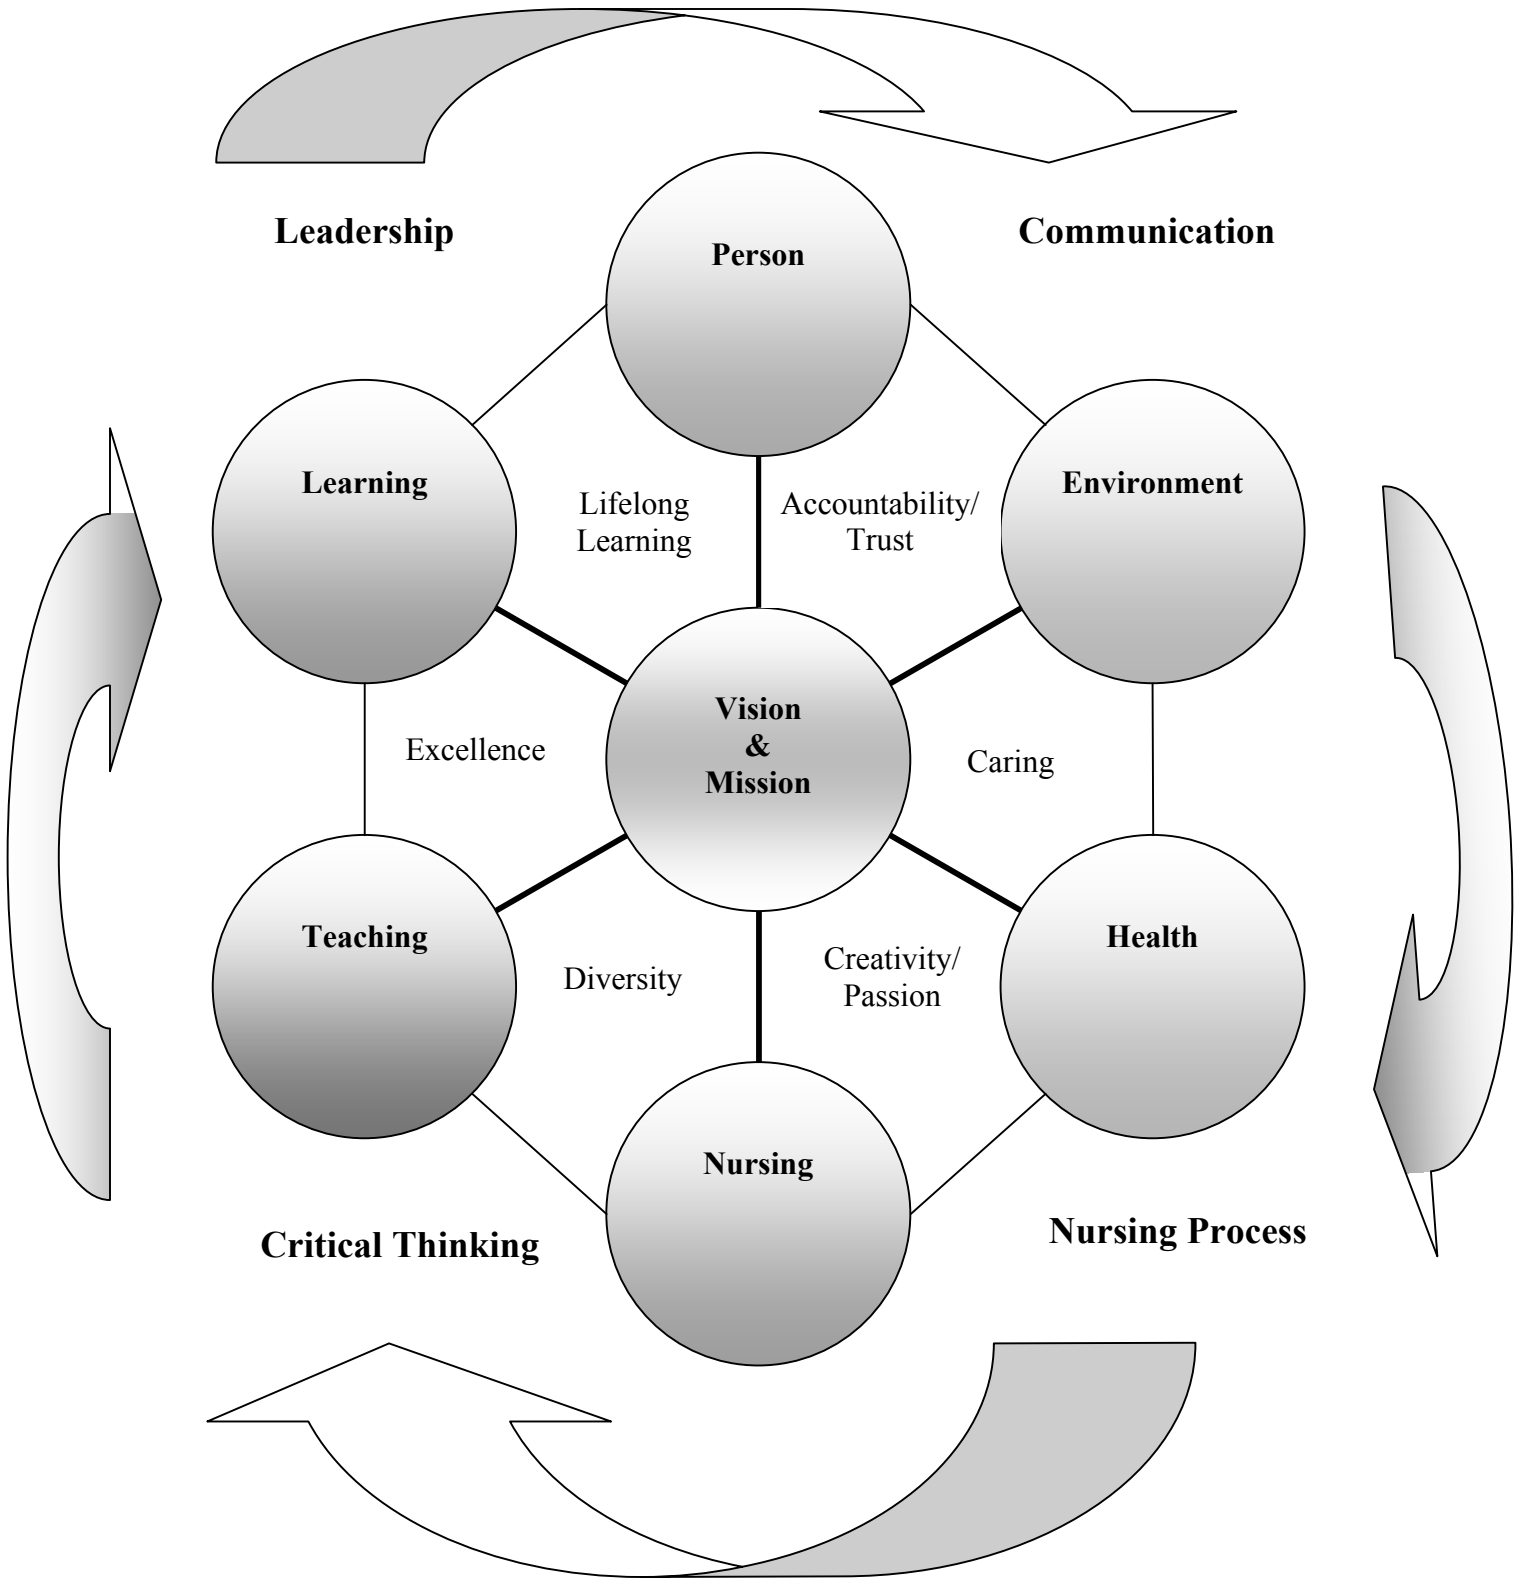 Leadership
Communication
Person
Learning
Environment
Lifelong
Learning
Accountability/
Trust
Vision
&
Mission
Excellence
Caring
Teaching
Health
Diversity
Creativity/
Passion
Nursing
Critical Thinking
Nursing Process